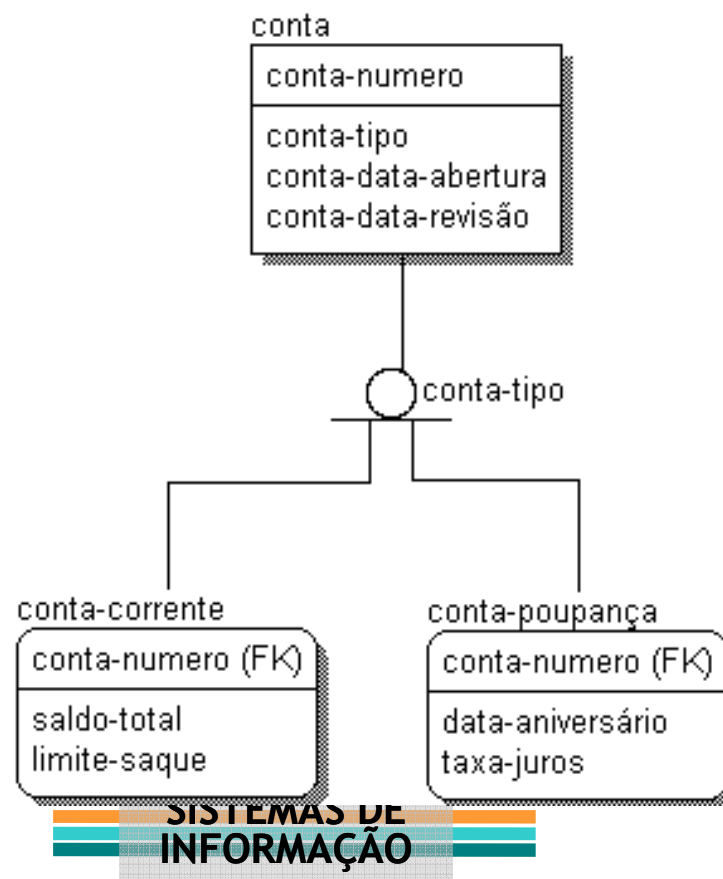 conta
conta-numero
conta-tipo
conta-data-abertura
conta-data-revisão
conta-tipo
conta-corrente
conta-numero (FK)
saldo-total
limite-saque
conta-poupança
conta-numero (FK)
data-aniversário
taxa-juros
SISTEMAS DE
INFORMAÇÃO